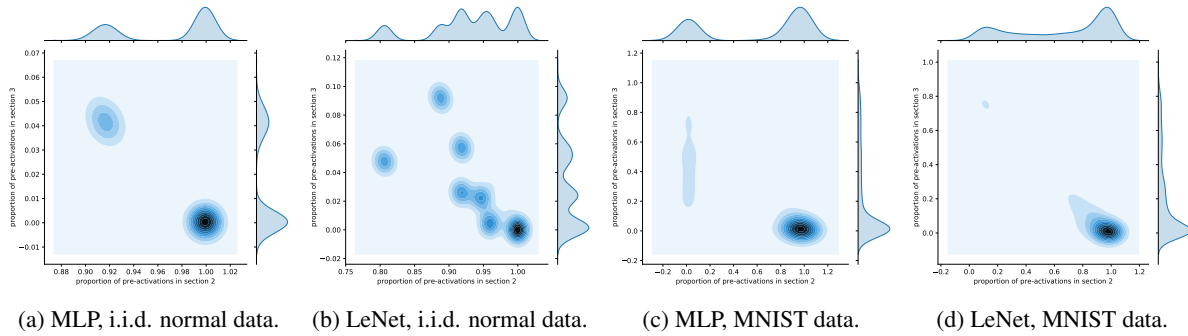 0.07
0.06
0.05
0.04
0.03
0.02
0.01
0.00
−0.01
proportion of pre-activations in section 3
0.88 0.90 0.92 0.94 0.96 0.98 1.00 1.02
proportion of pre-activations in section 2
0.12
0.10
0.08
0.06
0.04
0.02
0.00
−0.02
proportion of pre-activations in section 3
0.75 0.80 0.85 0.90 0.95 1.00
proportion of pre-activations in section 2
1.2
1.0
0.8
0.6
0.4
0.2
0.0
−0.2
proportion of pre-activations in section 3
−0.2 0.0 0.2 0.4 0.6 0.8 1.0 1.2
proportion of pre-activations in section 2
1.0
0.8
0.6
0.4
0.2
0.0
proportion of pre-activations in section 3
−0.2 0.0 0.2 0.4 0.6 0.8 1.0 1.2
proportion of pre-activations in section 2
(a) MLP, i.i.d. normal data.
(b) LeNet, i.i.d. normal data.
(c) MLP, MNIST data.
(d) LeNet, MNIST data.